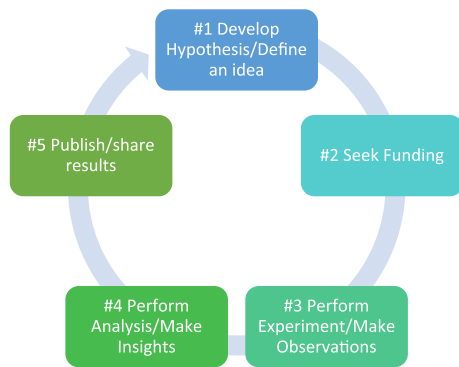 #1 Develop
Hypothesis/Define
an idea
#2 Seek Funding
#3 Perform
Experiment/Make
Observations
#4 Perform
Analysis/Make
Insights
#5 Publish/share
results